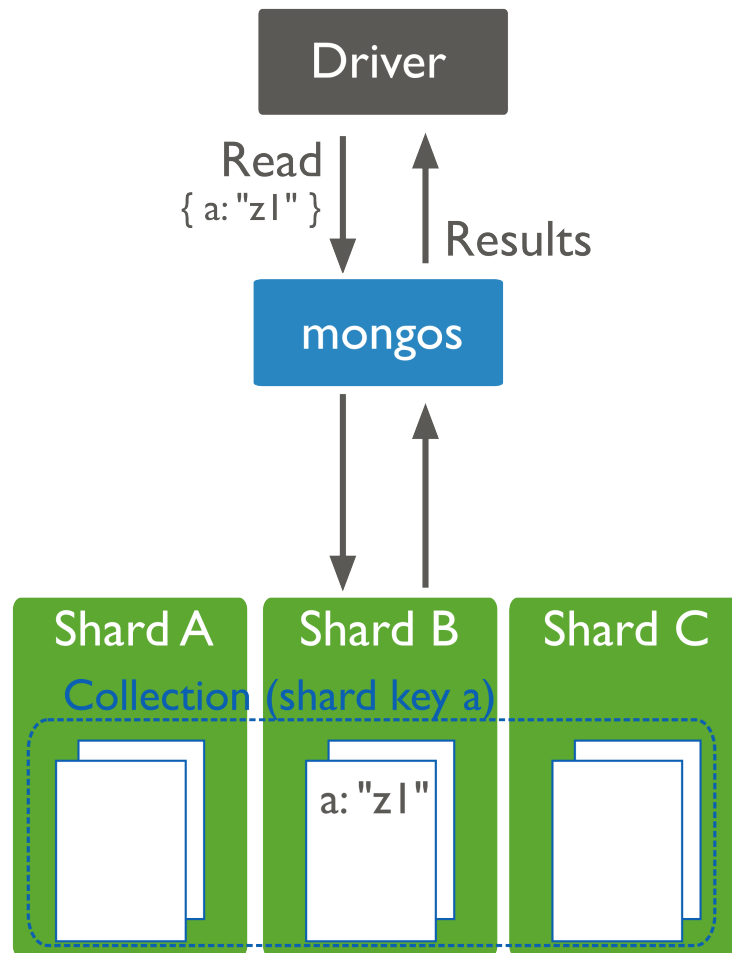 Driver
Read
{ a: "z1" }
Results
mongos
Shard A
Shard B
Shard C
Collection (shard key a)
a: "z1"